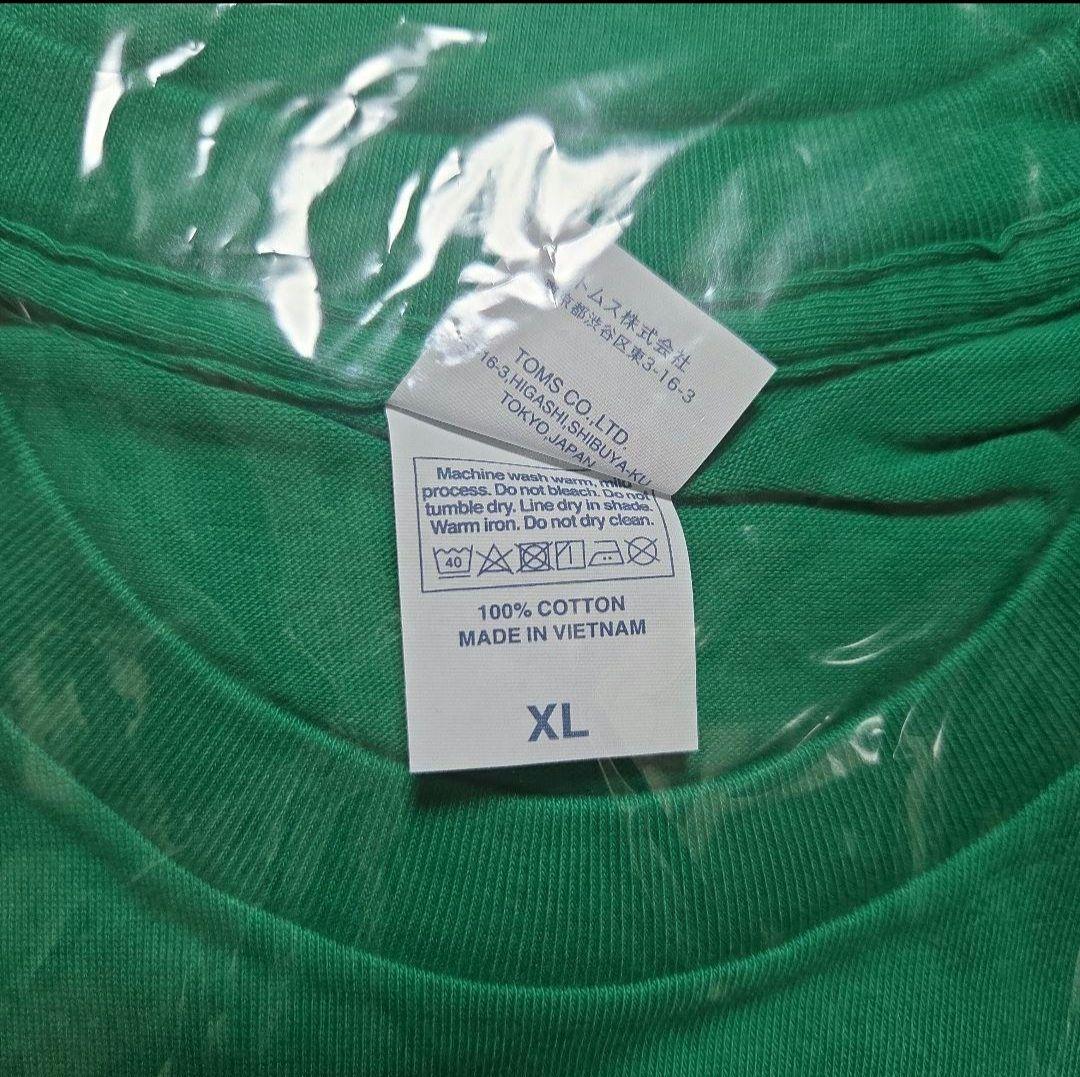 トムス株式会社
京都渋谷区東3-16-3
TOMS CO.,LTD.
16-3,HIGASHI,SHIBUYA-KU
TOKYO,JAPAN
Machine wash warm, mild
process. Do not bleach. Do not
tumble dry. Line dry in shade.
Warm iron. Do not dry clean.
40
100% COTTON
MADE IN VIETNAM
XL